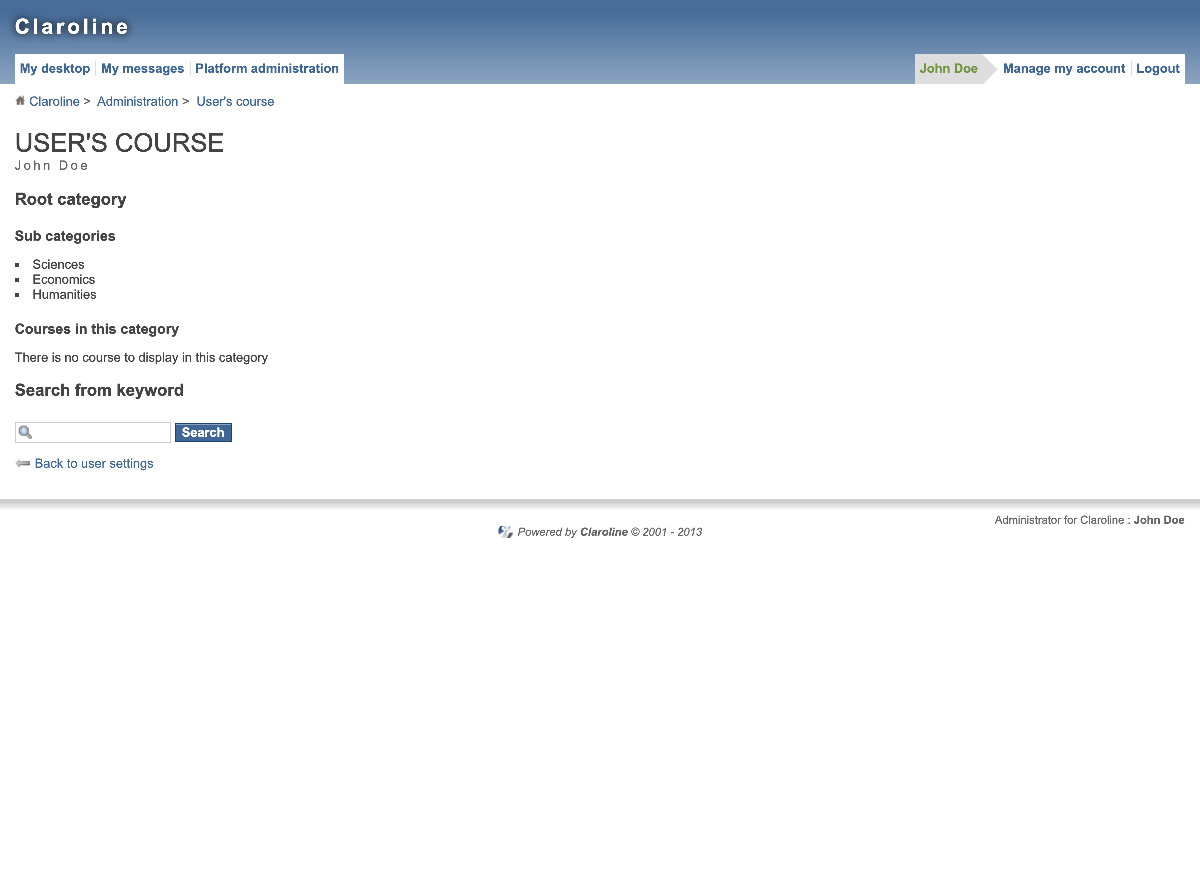 Claroline
My desktop My messages Platform administration John Doe Manage my account Logout
Claroline > Administration > User's course
USER'S COURSE
John Doe
Root category
Sub categories
Sciences
Economics
Humanities
Courses in this category
There is no course to display in this category
Search from keyword
Search
Back to user settings
Administrator for Claroline : John Doe
Powered by Claroline © 2001 - 2013